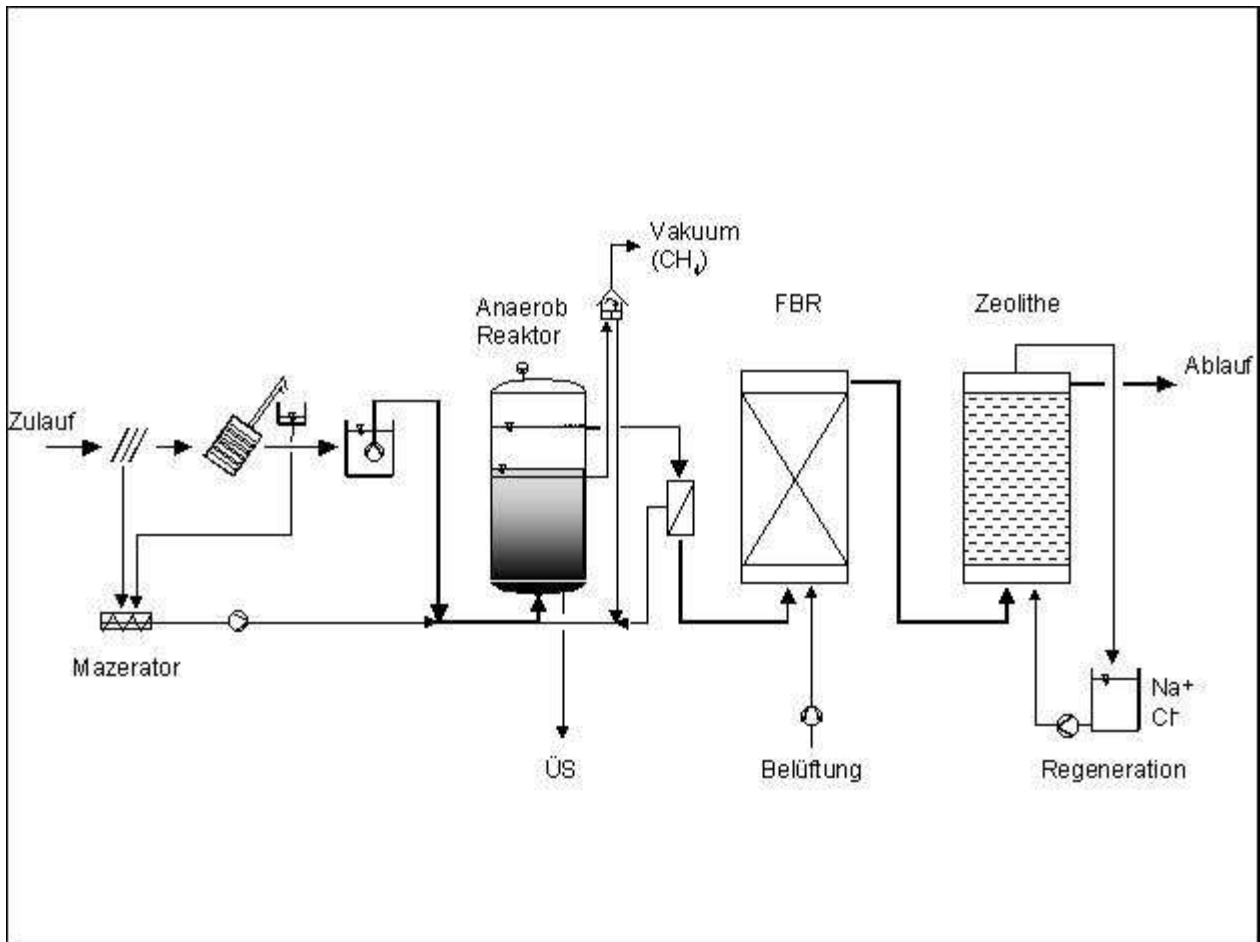 Vakuum
(CH₄)
Anaerob
Reaktor
FBR
Zeolithe
Zulauf
Ablauf
Mazerator
Na⁺
Cl⁻
ÜS
Belüftung
Regeneration